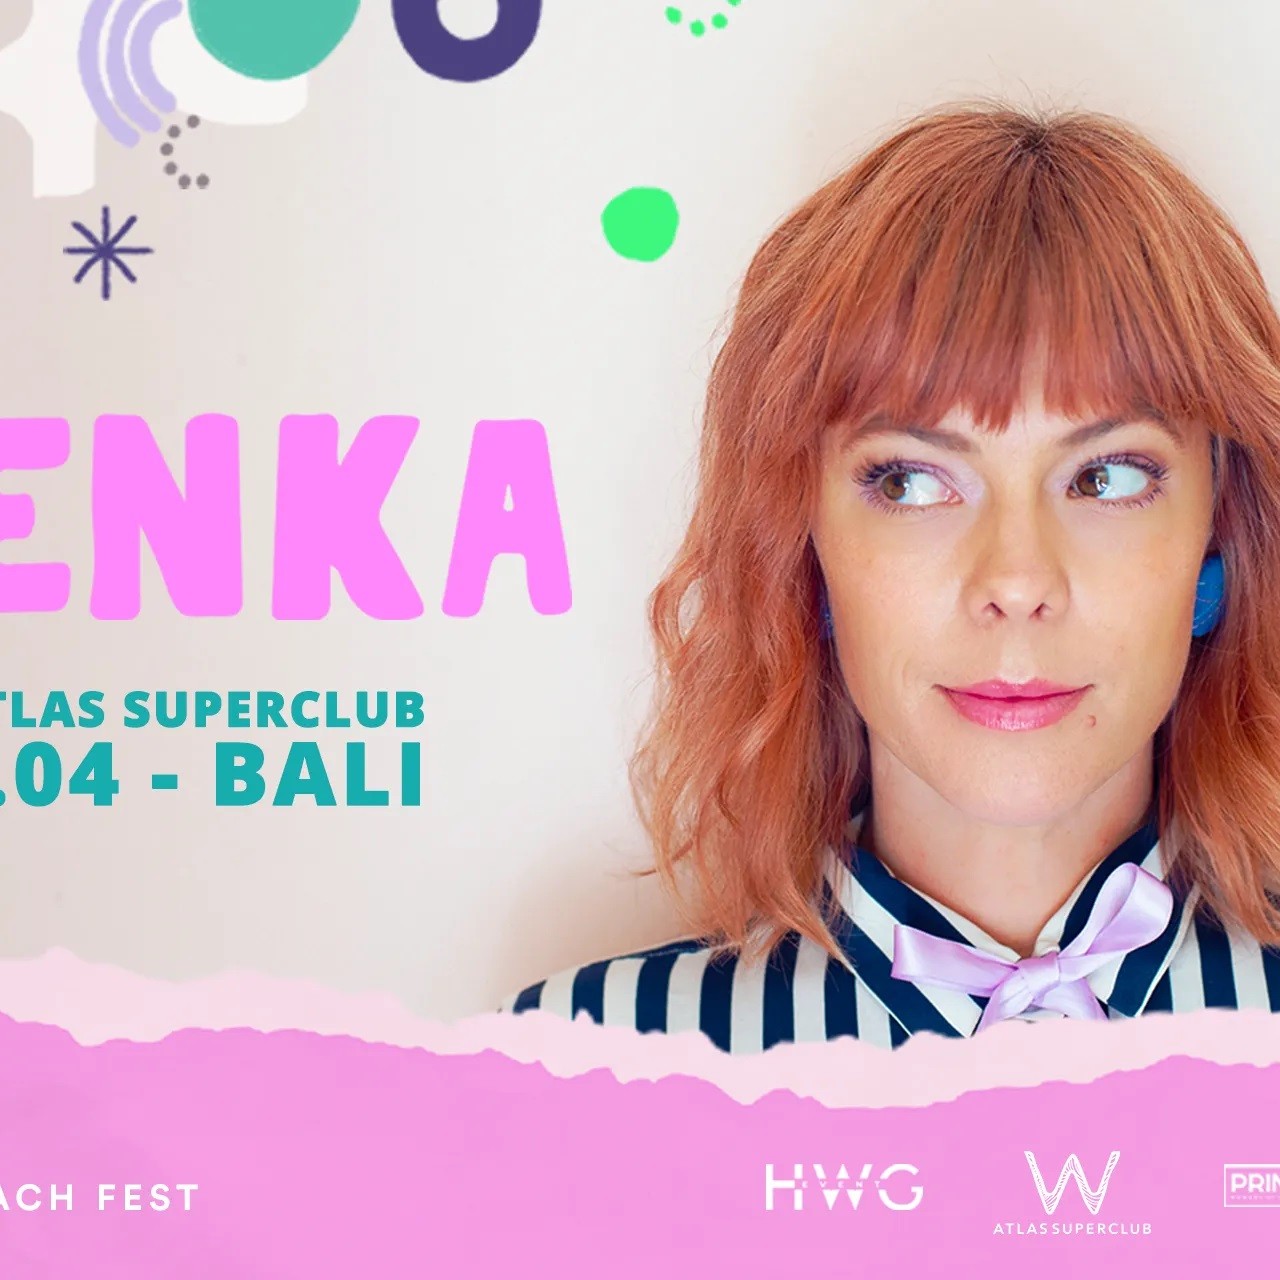 ENKA
TLAS SUPERCLUB
.04 - BALI
ACH FEST
HWG
EVENT
W
ATLAS SUPERCLUB
PRIN